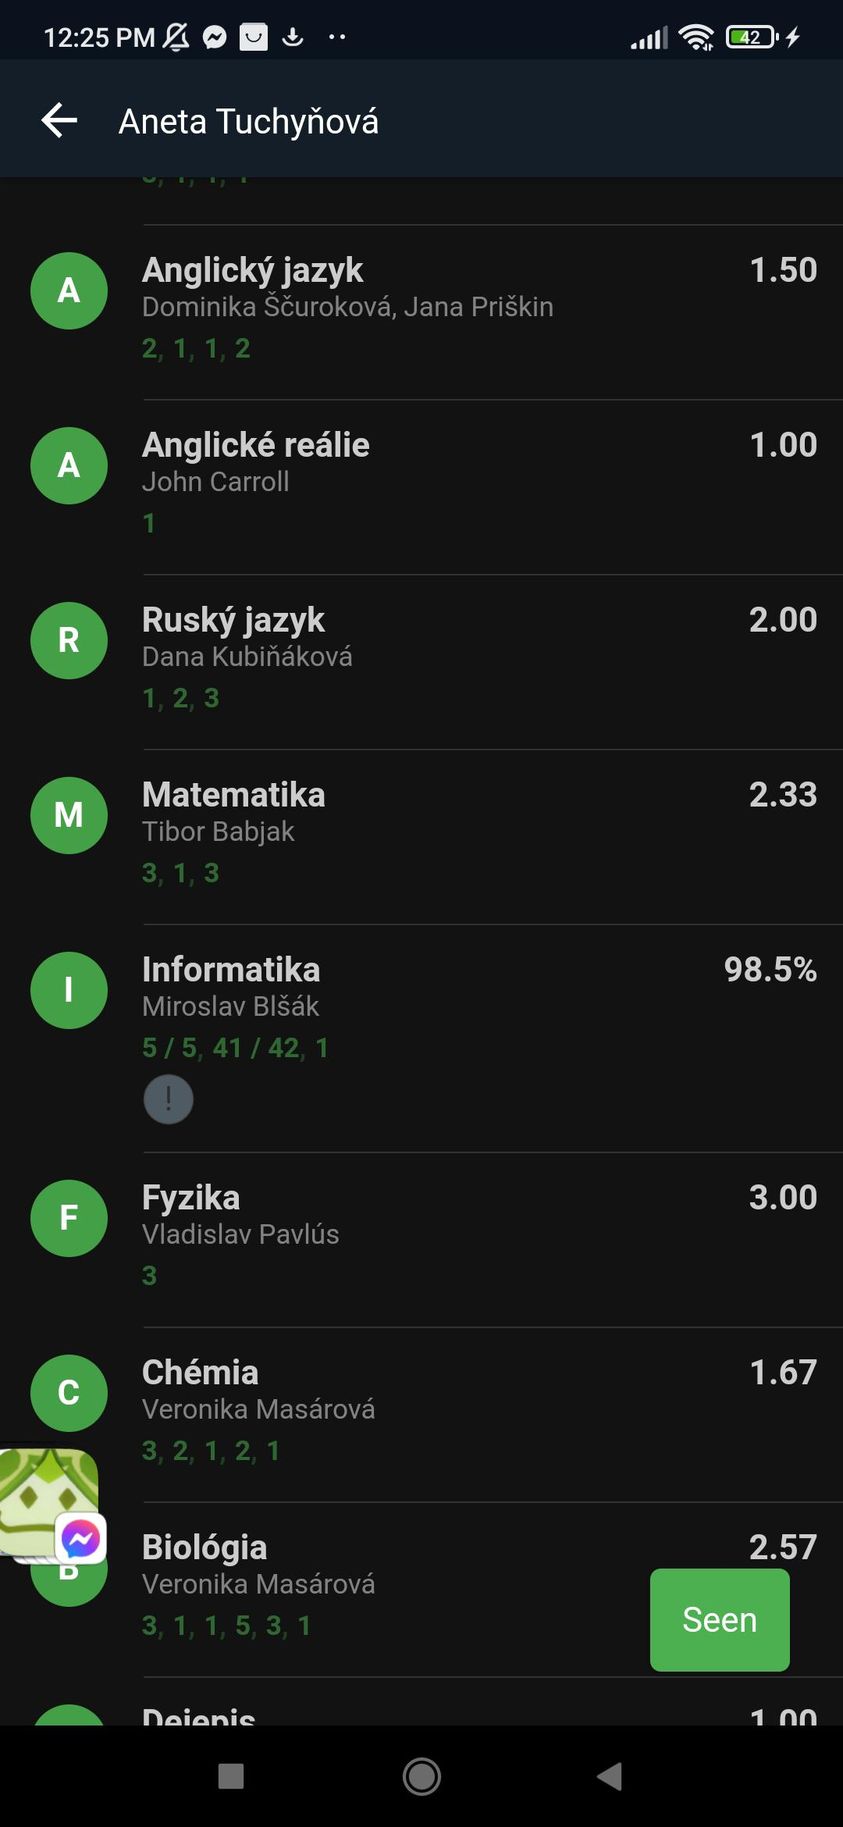 12:25 PM
42
Aneta Tuchyňová
A
Anglický jazyk
1.50
Dominika Ščuroková, Jana Priškin
2, 1, 1, 2
A
Anglické reálie
1.00
John Carroll
1
R
Ruský jazyk
2.00
Dana Kubiňáková
1, 2, 3
M
Matematika
2.33
Tibor Babjak
3, 1, 3
I
Informatika
98.5%
Miroslav Blšák
5 / 5, 41 / 42, 1
!
F
Fyzika
3.00
Vladislav Pavlús
3
C
Chémia
1.67
Veronika Masárová
3, 2, 1, 2, 1
B
Biológia
2.57
Veronika Masárová
3, 1, 1, 5, 3, 1
Seen
Dejepis
1.00